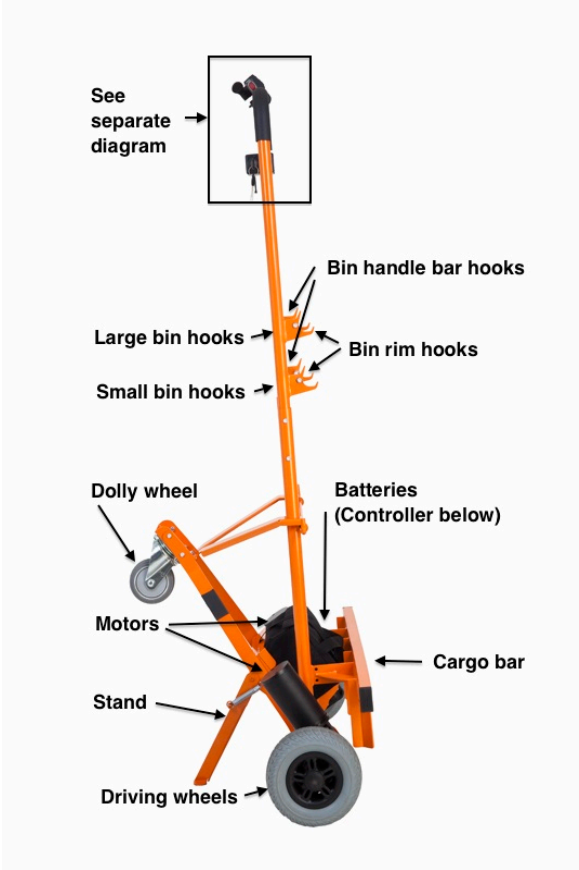 See
separate
diagram
Bin handle bar hooks
Large bin hooks
Bin rim hooks
Small bin hooks
Dolly wheel
Batteries
(Controller below)
Motors
Cargo bar
Stand
Driving wheels